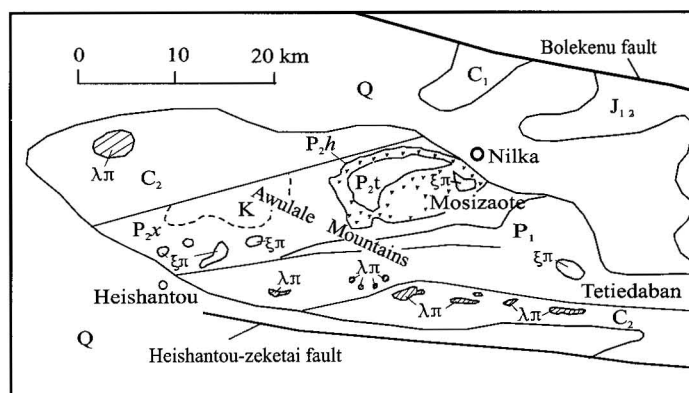 0 10 20 km
Bolekenu fault
C₁
Q
J₁₋₂
P₂h
Nilka
λπ
C₂
P₂t
ξπ
Mosizaote
K
Awulale
Mountains
P₂x
ξπ
ξπ
P₁
ξπ
Heishantou
λπ
λπ
Tetiedaban
λπ
λπ
C₂
Q
Heishantou-zeketai fault